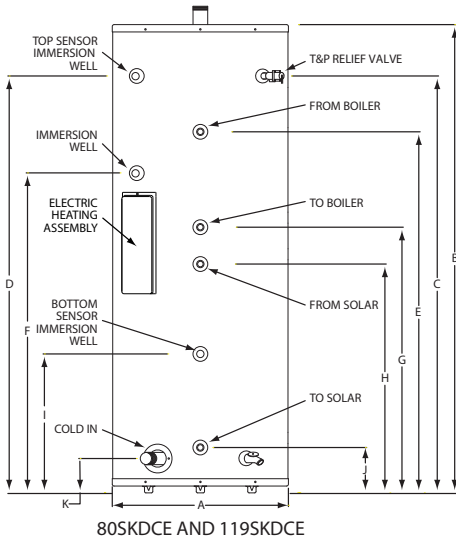 TOP SENSOR
IMMERSION
WELL
T&P RELIEF VALVE
FROM BOILER
IMMERSION
WELL
ELECTRIC
HEATING
ASSEMBLY
TO BOILER
FROM SOLAR
BOTTOM
SENSOR
IMMERSION
WELL
TO SOLAR
COLD IN
D
F
I
K
A
J
H
G
E
C
B
80SKDCE AND 119SKDCE